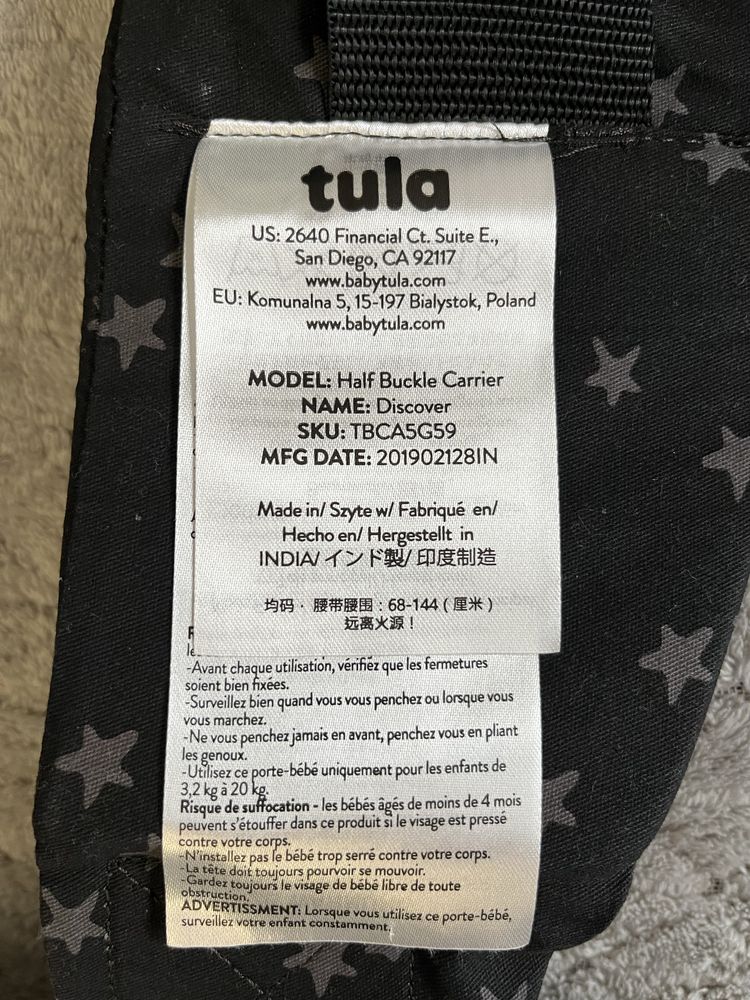 tula
US: 2640 Financial Ct. Suite E.,
San Diego, CA 92117
www.babytula.com
EU: Komunalna 5, 15-197 Bialystok, Poland
www.babytula.com
MODEL: Half Buckle Carrier
NAME: Discover
SKU: TBCA5G59
MFG DATE: 201902128IN
Made in/ Szyte w/ Fabriqué en/
Hecho en/ Hergestellt in
INDIA/インド製/印度制造
均码 · 腰带腰围：68-144（厘米）
远离火源！
-Avant chaque utilisation, vérifiéz que les fermetures
soient bien fixées.
-Surveillez bien quand vous vous penchez ou lorsque vous
vous marchez.
-Ne vous penchez jamais en avant, penchez vous en pliant
les genoux.
-Utilisez ce porte-bébé uniquement pour les enfants de
3,2 kg à 20 kg.
Risque de suffocation - les bébés âgés de moins de 4 mois
peuvent s'étouffer dans ce produit si le visage est pressé
contre votre corps.
-N'installez pas le bébé trop serré contre votre corps.
-La tête doit toujours pourvoir se mouvoir.
-Gardez toujours le visage de bébé libre de toute
obstruction.
ADVERTISSMENT: Lorsque vous utilisez ce porte-bébé,
surveillez votre enfant constamment.